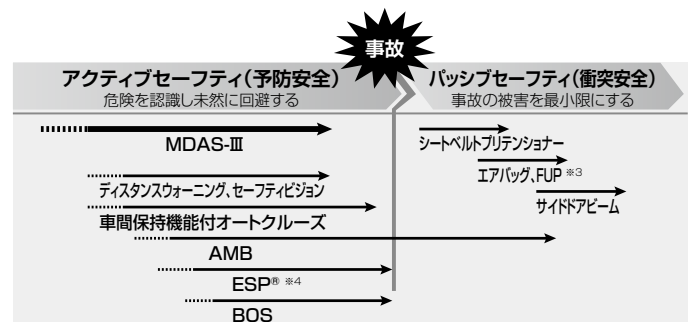 事故
アクティブセーフティ(予防安全)
危険を認識し未然に回避する
パッシブセーフティ(衝突安全)
事故の被害を最小限にする
MDAS-Ⅲ
ディスタンスウォーニング、セーフティビジョン
車間保持機能付オートクルーズ
AMB
ESP® ※4
BOS
シートベルトプリテンショナー
エアバッグ、FUP ※3
サイドドアビーム